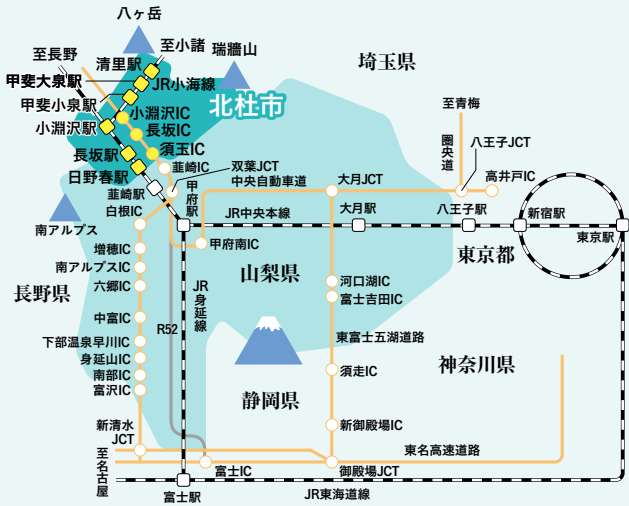 八ヶ岳
至小諸
瑞牆山
至長野
清里駅
埼玉県
甲斐大泉駅
JR小海線
甲斐小泉駅
北杜市
小淵沢IC
小淵沢駅
長坂IC
至青梅
長坂駅
須玉IC
圏央道
八王子JCT
日野春駅
韮崎IC
双葉JCT
中央自動車道
大月JCT
高井戸IC
韮崎駅
甲府駅
白根IC
JR中央本線
大月駅
八王子駅
新宿駅
南アルプス
東京駅
増穂IC
甲府南IC
東京都
南アルプスIC
山梨県
六郷IC
河口湖IC
長野県
JR身延線
富士吉田IC
中富IC
R52
下部温泉早川IC
東富士五湖道路
身延山IC
神奈川県
南部IC
須走IC
富沢IC
静岡県
新清水
JCT
新御殿場IC
至名古屋
東名高速道路
富士IC
御殿場JCT
富士駅
JR東海道線